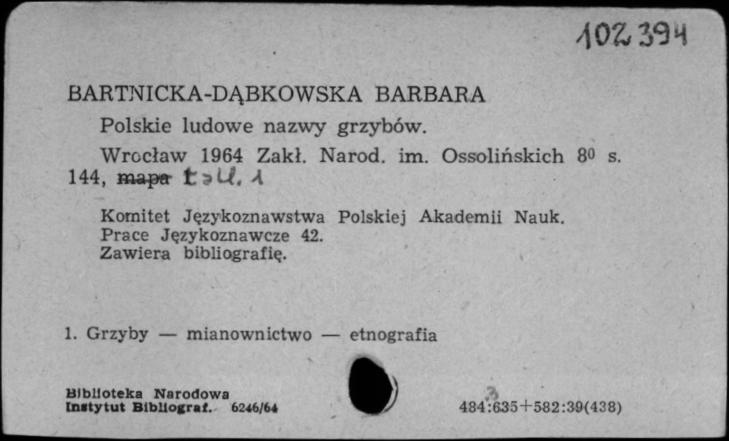 102394
BARTNICKA-DĄBKOWSKA BARBARA
Polskie ludowe nazwy grzybów.
Wrocław 1964 Zakł. Narod. im. Ossolińskich 8⁰ s.
144, mapa tabl. 1
Komitet Językoznawstwa Polskiej Akademii Nauk.
Prace Językoznawcze 42.
Zawiera bibliografię.
1. Grzyby — mianownictwo — etnografia
Biblioteka Narodowa
Instytut Bibliograf. 6246/64
484:635+582:39(438)